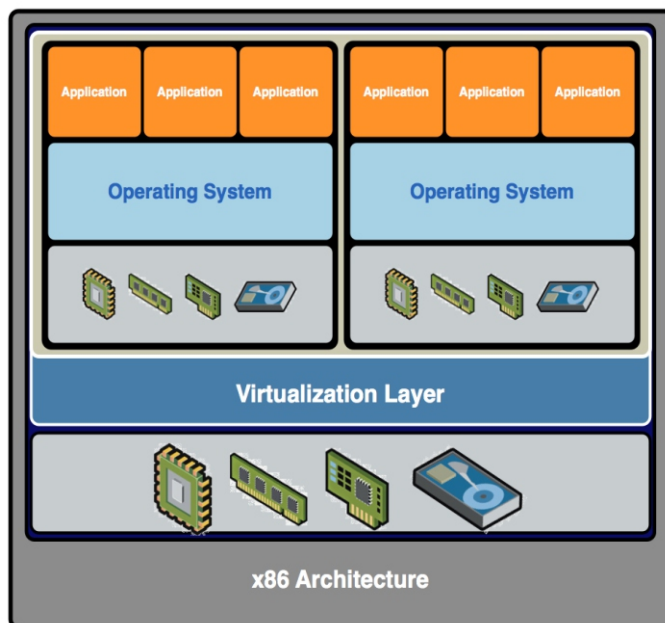 Application Application Application Application Application Application
Operating System Operating System
Virtualization Layer
x86 Architecture